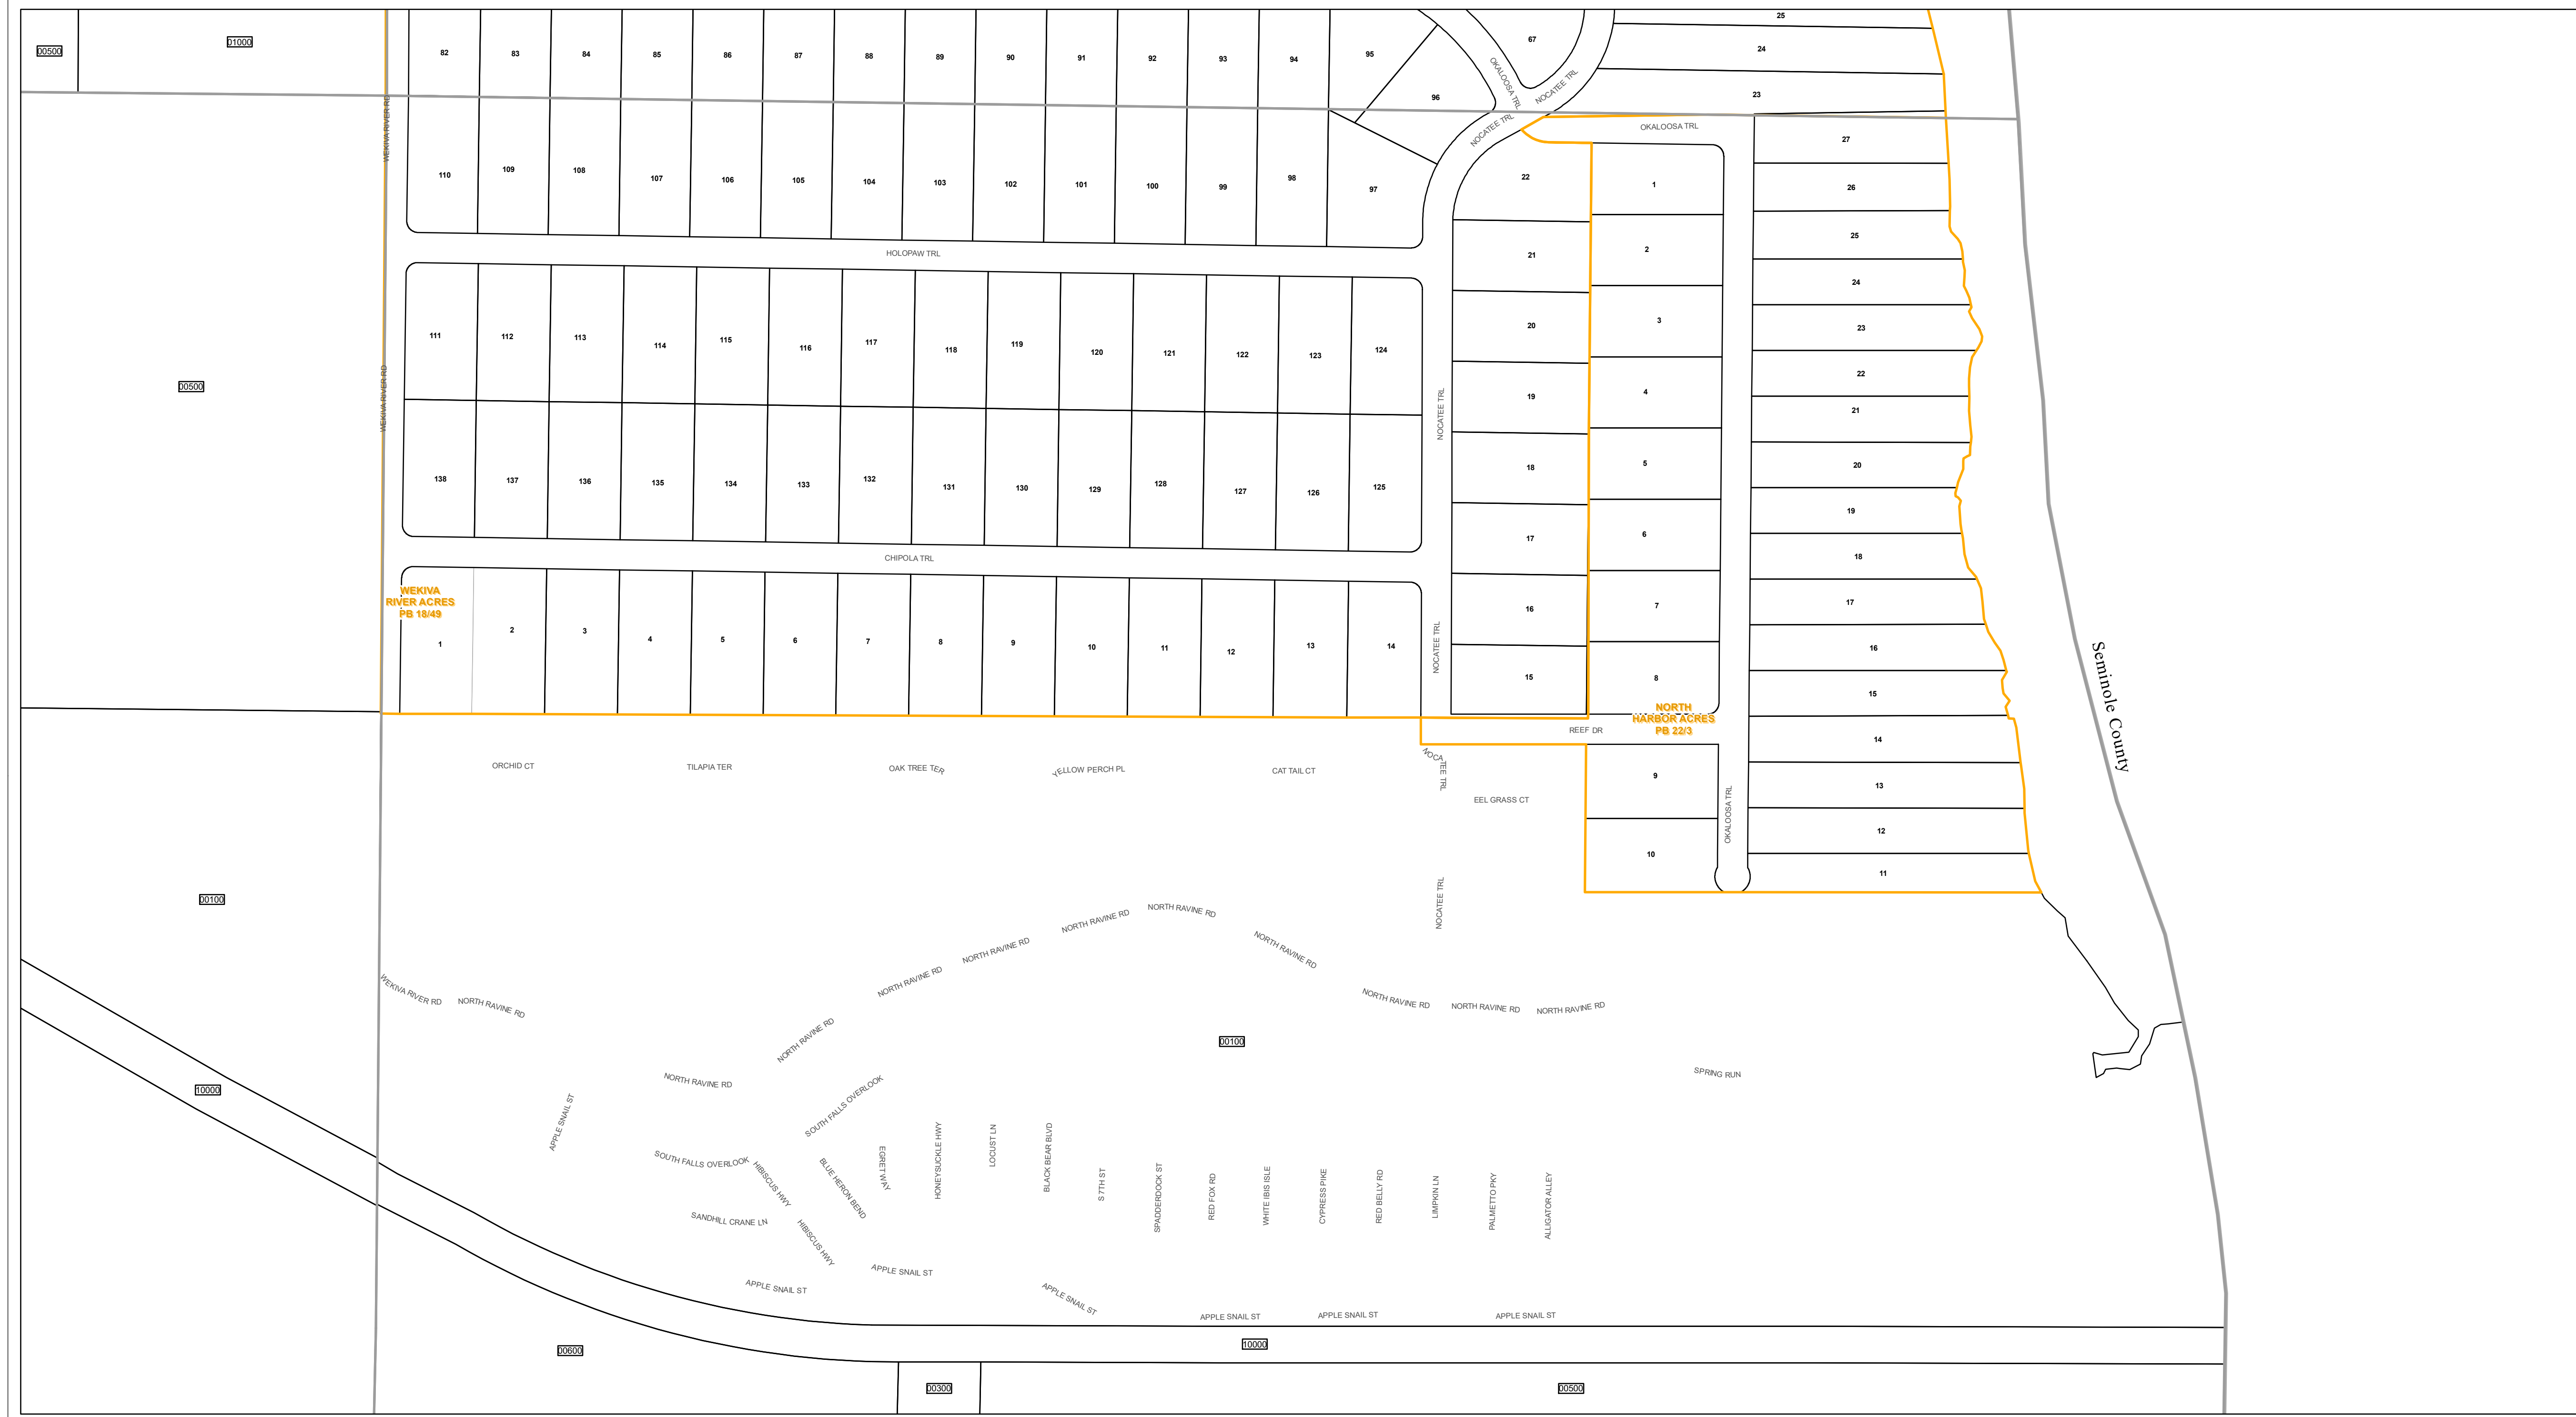 25
67
00500
01000
82
83
84
85
86
87
88
89
90
91
92
93
94
95
96
24
23
OKALOOSA TRL
NOCATEE TRL
NOCATEE TRL
OKALOOSA TRL
WEKIVA RIVER RD
110
109
108
107
106
105
104
103
102
101
100
99
98
97
22
1
27
26
HOLOPAW TRL
21
2
25
24
111
112
113
114
115
116
117
118
119
120
121
122
123
124
20
3
23
22
00500
WEKIVA RIVER RD
NOCATEE TRL
19
4
21
138
137
136
135
134
133
132
131
130
129
128
127
126
125
18
5
20
19
CHIPOLA TRL
17
6
18
WEKIVA
RIVER ACRES
PB 18/49
1
2
3
4
5
6
7
8
9
10
11
12
13
14
NOCATEE TRL
16
7
17
16
15
8
15
Seminole County
NORTH
HARBOR ACRES
PB 22/3
REEF DR
14
ORCHID CT
TILAPIA TER
OAK TREE TER
YELLOW PERCH PL
CAT TAIL CT
NOCATEE TRL
EEL GRASS CT
9
13
OKALOOSA TRL
12
10
11
00100
NOCATEE TRL
NORTH RAVINE RD
NORTH RAVINE RD
NORTH RAVINE RD
NORTH RAVINE RD
NORTH RAVINE RD
WEKIVA RIVER RD
NORTH RAVINE RD
NORTH RAVINE RD
NORTH RAVINE RD
NORTH RAVINE RD
NORTH RAVINE RD
00100
NORTH RAVINE RD
SPRING RUN
10000
APPLE SNAIL ST
SOUTH FALLS OVERLOOK
SOUTH FALLS OVERLOOK
HIBISCUS HWY
BLUE HERON BEND
EGRET WAY
HONEYSUCKLE HWY
LOCUST LN
BLACK BEAR BLVD
S 7TH ST
SPADDERDOCK ST
RED FOX RD
WHITE IBIS ISLE
CYPRESS PIKE
RED BELLY RD
LIMPKIN LN
PALMETTO PKY
ALLIGATOR ALLEY
SANDHILL CRANE LN
HIBISCUS HWY
APPLE SNAIL ST
APPLE SNAIL ST
APPLE SNAIL ST
APPLE SNAIL ST
APPLE SNAIL ST
APPLE SNAIL ST
00600
10000
00300
00500